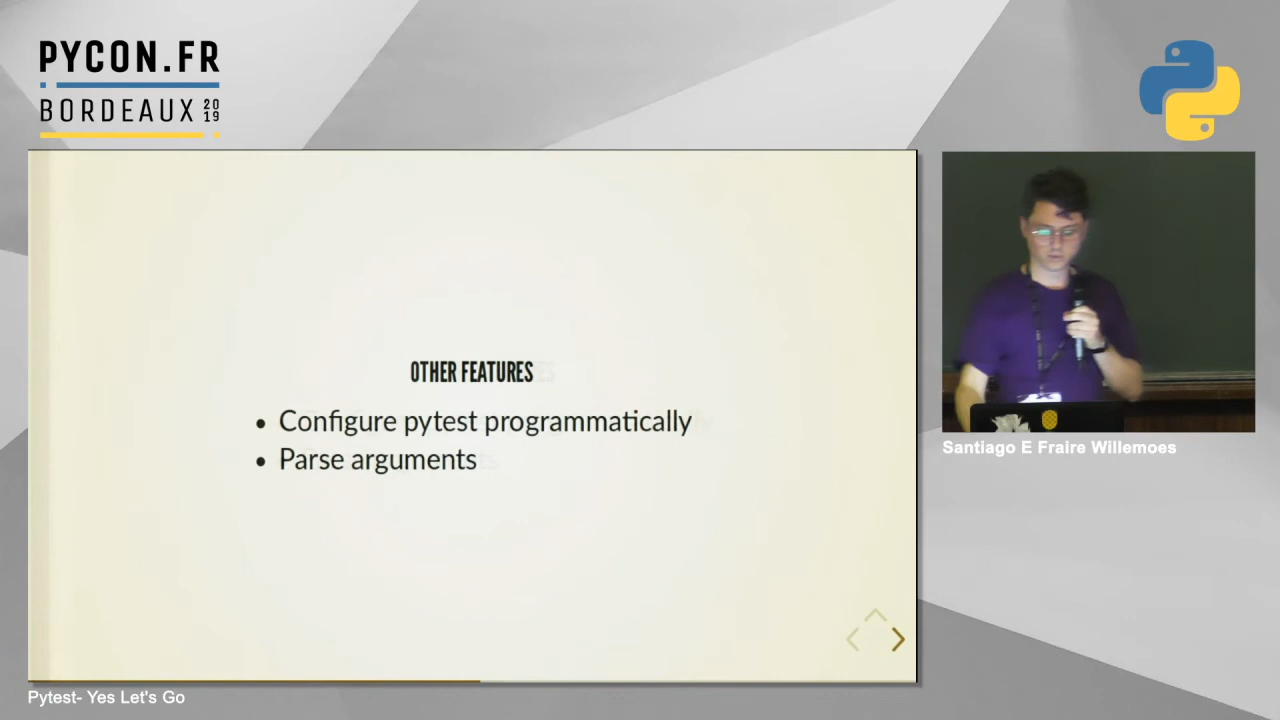 PYCON.FR
BORDEAUX 2019
OTHER FEATURES
• Configure pytest programmatically
• Parse arguments
Santiago E Fraire Willemoes
Pytest- Yes Let's Go